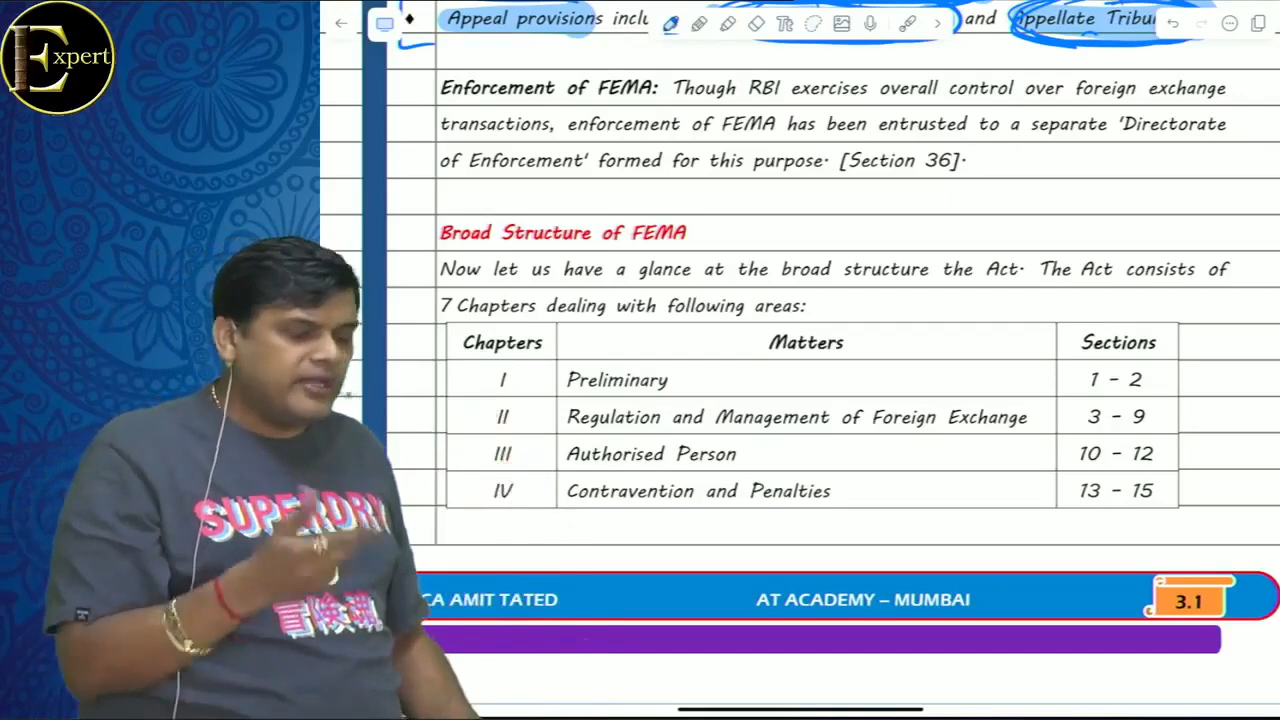 Expert
Appeal provisions inclu and Appellate Tribu
Enforcement of FEMA: Though RBI exercises overall control over foreign exchange
transactions, enforcement of FEMA has been entrusted to a separate 'Directorate
of Enforcement' formed for this purpose. [Section 36].
Broad Structure of FEMA
Now let us have a glance at the broad structure the Act. The Act consists of
7 Chapters dealing with following areas:
Chapters Matters Sections
I Preliminary 1 - 2
II Regulation and Management of Foreign Exchange 3 - 9
III Authorised Person 10 - 12
IV Contravention and Penalties 13 - 15
SUPERDRY
CA AMIT TATED AT ACADEMY – MUMBAI 3.1